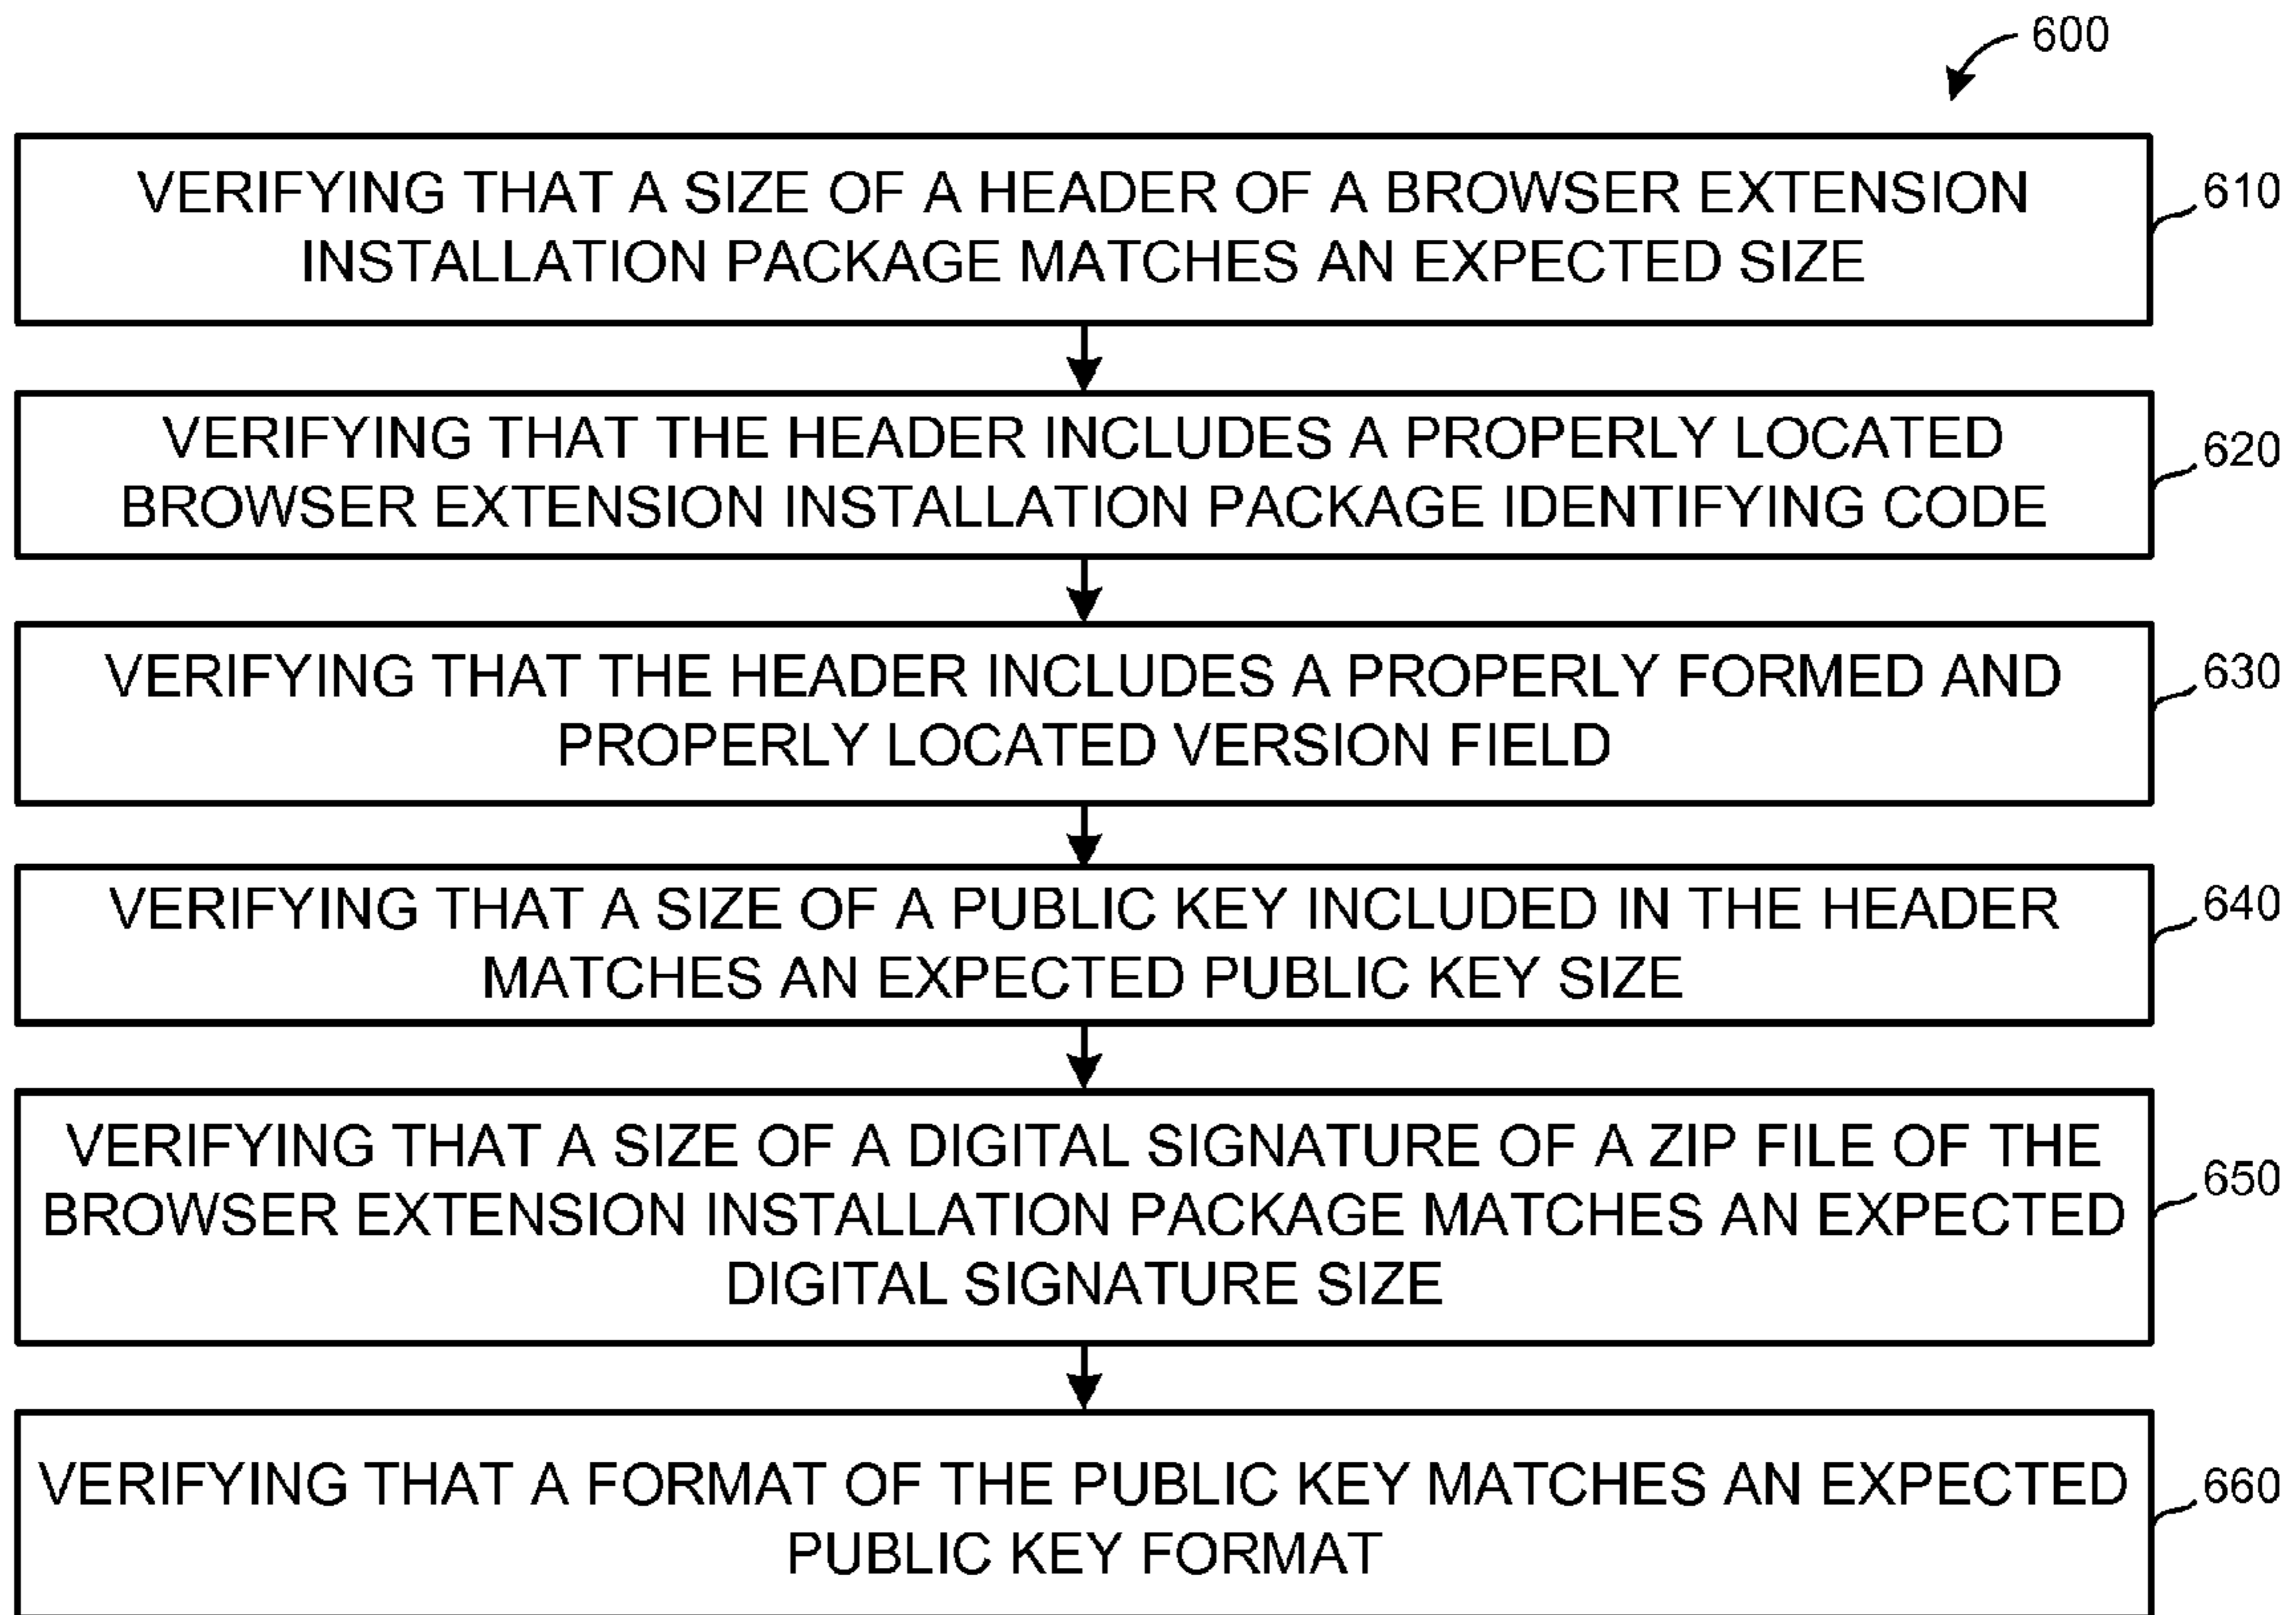 600
VERIFYING THAT A SIZE OF A HEADER OF A BROWSER EXTENSION
INSTALLATION PACKAGE MATCHES AN EXPECTED SIZE
610
VERIFYING THAT THE HEADER INCLUDES A PROPERLY LOCATED
BROWSER EXTENSION INSTALLATION PACKAGE IDENTIFYING CODE
620
VERIFYING THAT THE HEADER INCLUDES A PROPERLY FORMED AND
PROPERLY LOCATED VERSION FIELD
630
VERIFYING THAT A SIZE OF A PUBLIC KEY INCLUDED IN THE HEADER
MATCHES AN EXPECTED PUBLIC KEY SIZE
640
VERIFYING THAT A SIZE OF A DIGITAL SIGNATURE OF A ZIP FILE OF THE
BROWSER EXTENSION INSTALLATION PACKAGE MATCHES AN EXPECTED
DIGITAL SIGNATURE SIZE
650
VERIFYING THAT A FORMAT OF THE PUBLIC KEY MATCHES AN EXPECTED
PUBLIC KEY FORMAT
660